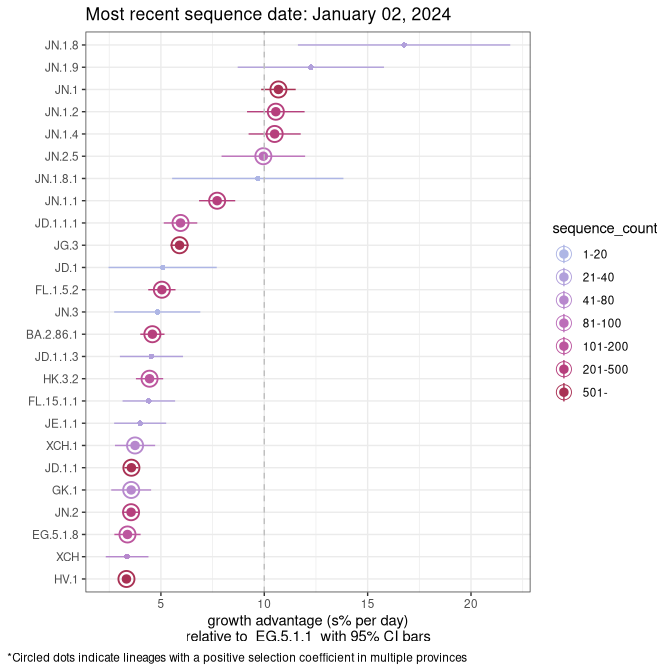 Most recent sequence date: January 02, 2024
JN.1.8
JN.1.9
JN.1
JN.1.2
JN.1.4
JN.2.5
JN.1.8.1
JN.1.1
JD.1.1.1
JG.3
JD.1
FL.1.5.2
JN.3
BA.2.86.1
JD.1.1.3
HK.3.2
FL.15.1.1
JE.1.1
XCH.1
JD.1.1
GK.1
JN.2
EG.5.1.8
XCH
HV.1
5 10 15 20
growth advantage (s% per day)
relative to EG.5.1.1 with 95% CI bars
sequence_count
1-20
21-40
41-80
81-100
101-200
201-500
501-
*Circled dots indicate lineages with a positive selection coefficient in multiple provinces